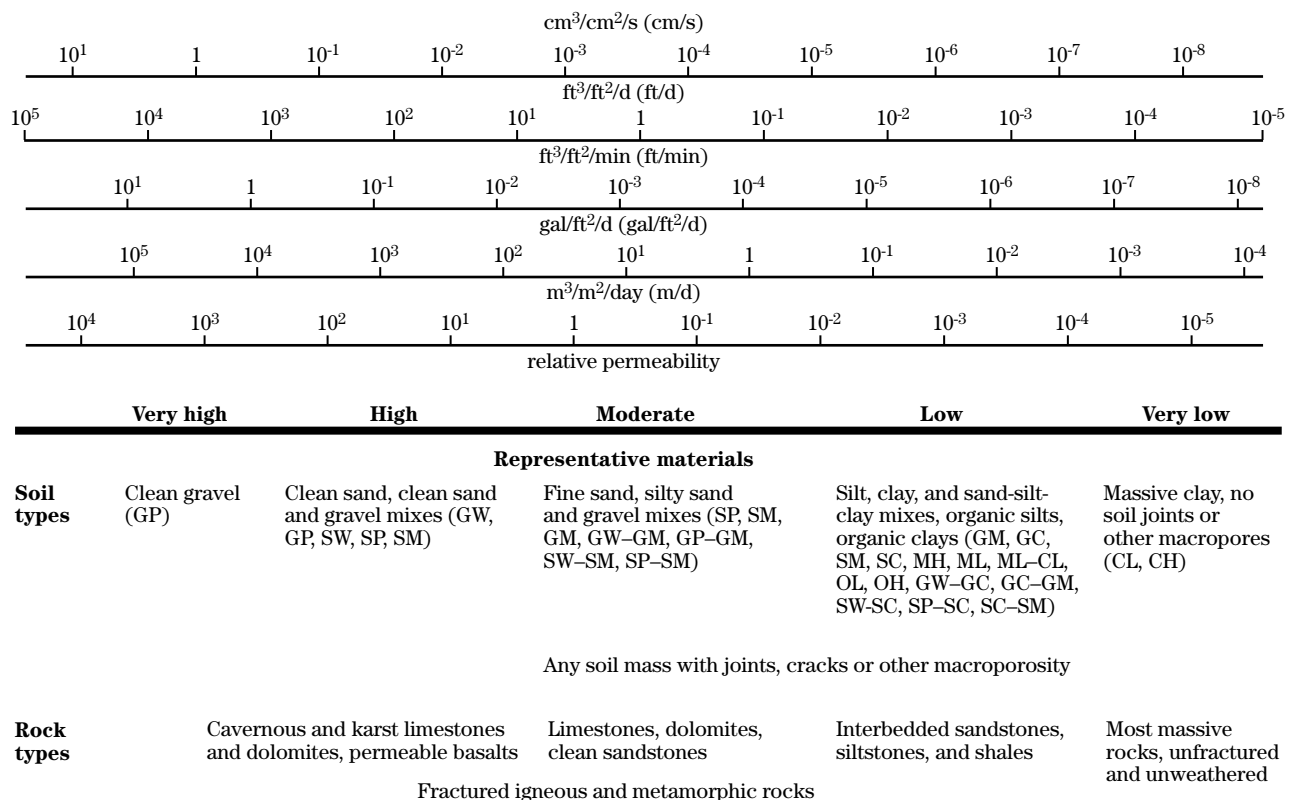 cm³/cm²/s (cm/s)
10¹ 1 10⁻¹ 10⁻² 10⁻³ 10⁻⁴ 10⁻⁵ 10⁻⁶ 10⁻⁷ 10⁻⁸
ft³/ft²/d (ft/d)
10⁵ 10⁴ 10³ 10² 10¹ 1 10⁻¹ 10⁻² 10⁻³ 10⁻⁴ 10⁻⁵
ft³/ft²/min (ft/min)
10¹ 1 10⁻¹ 10⁻² 10⁻³ 10⁻⁴ 10⁻⁵ 10⁻⁶ 10⁻⁷ 10⁻⁸
gal/ft²/d (gal/ft²/d)
10⁵ 10⁴ 10³ 10² 10¹ 1 10⁻¹ 10⁻² 10⁻³ 10⁻⁴
m³/m²/day (m/d)
10⁴ 10³ 10² 10¹ 1 10⁻¹ 10⁻² 10⁻³ 10⁻⁴ 10⁻⁵
relative permeability
Very high High Moderate Low Very low
Representative materials
Soil
types
Clean gravel
(GP)
Clean sand, clean sand
and gravel mixes (GW,
GP, SW, SP, SM)
Fine sand, silty sand
and gravel mixes (SP, SM,
GM, GW–GM, GP–GM,
SW–SM, SP–SM)
Silt, clay, and sand-silt-
clay mixes, organic silts,
organic clays (GM, GC,
SM, SC, MH, ML, ML–CL,
OL, OH, GW–GC, GC–GM,
SW-SC, SP–SC, SC–SM)
Massive clay, no
soil joints or
other macropores
(CL, CH)
Any soil mass with joints, cracks or other macroporosity
Rock
types
Cavernous and karst limestones
and dolomites, permeable basalts
Limestones, dolomites,
clean sandstones
Interbedded sandstones,
siltstones, and shales
Most massive
rocks, unfractured
and unweathered
Fractured igneous and metamorphic rocks